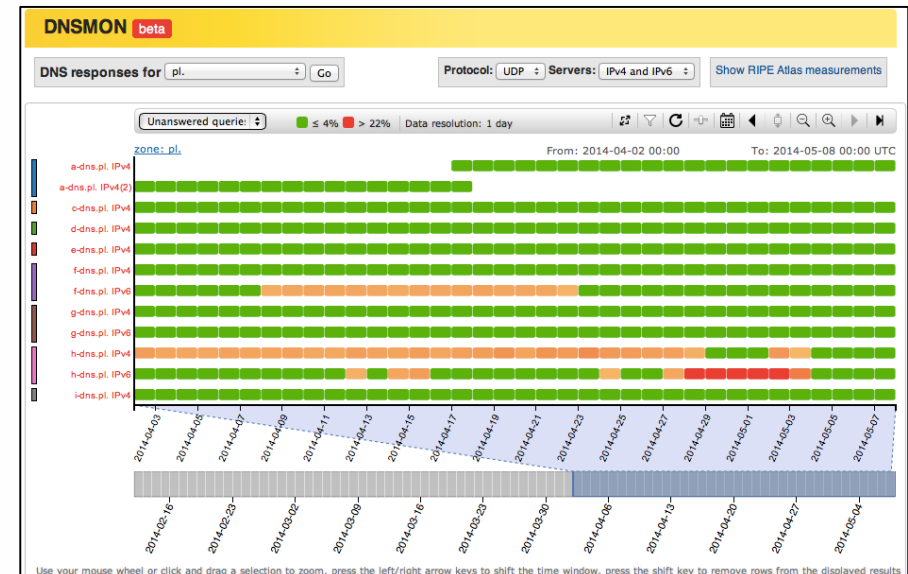 DNSMON beta
DNS responses for pl. Go Protocol: UDP Servers: IPv4 and IPv6 Show RIPE Atlas measurements
Unanswered querie: ≤ 4% > 22% Data resolution: 1 day
zone: pl. From: 2014-04-02 00:00 To: 2014-05-08 00:00 UTC
a-dns.pl. IPv4
a-dns.pl. IPv4(2)
c-dns.pl. IPv4
d-dns.pl. IPv4
e-dns.pl. IPv4
f-dns.pl. IPv4
f-dns.pl. IPv6
g-dns.pl. IPv4
g-dns.pl. IPv6
h-dns.pl. IPv4
h-dns.pl. IPv6
i-dns.pl. IPv4
2014-04-03 2014-04-05 2014-04-07 2014-04-09 2014-04-11 2014-04-13 2014-04-15 2014-04-17 2014-04-19 2014-04-21 2014-04-23 2014-04-25 2014-04-27 2014-04-29 2014-05-01 2014-05-03 2014-05-05 2014-05-07
2014-02-16 2014-02-23 2014-03-02 2014-03-09 2014-03-16 2014-03-23 2014-03-30 2014-04-06 2014-04-13 2014-04-20 2014-04-27 2014-05-04
Use your mouse wheel or click and drag a selection to zoom, press the left/right arrow keys to shift the time window, press the shift key to remove rows from the displayed results